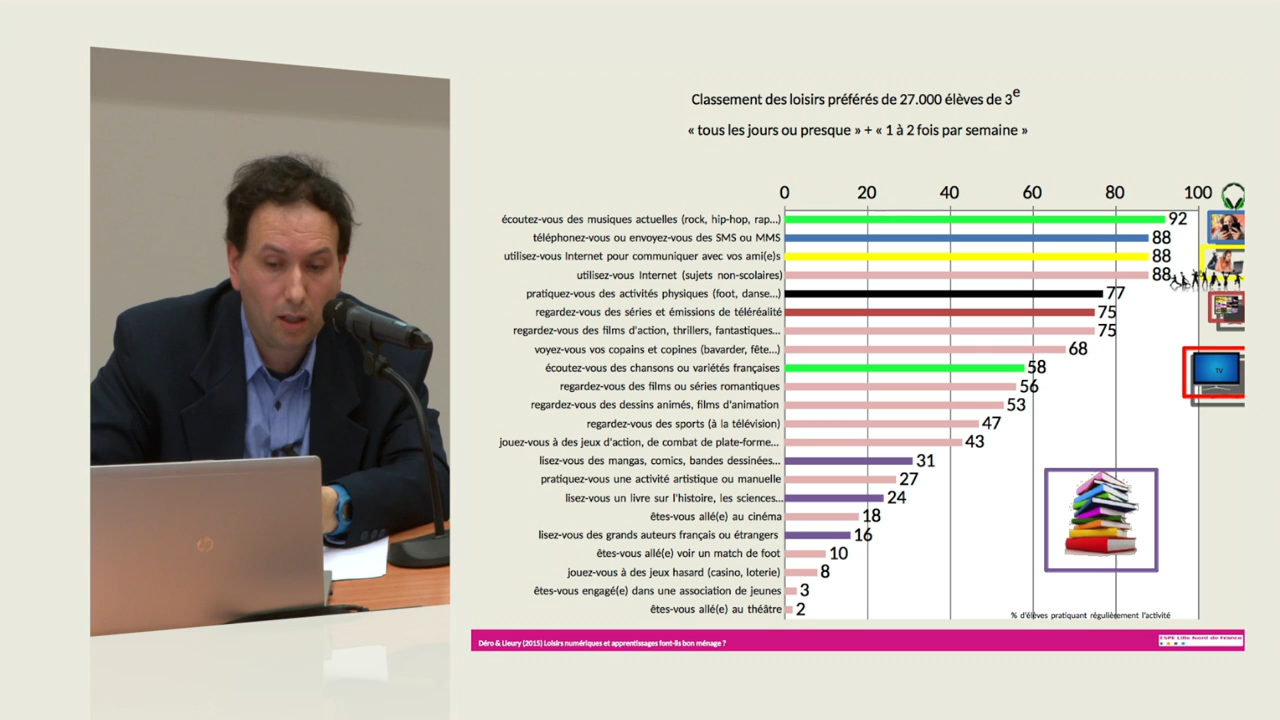 Classement des loisirs préférés de 27.000 élèves de 3e
« tous les jours ou presque » + « 1 à 2 fois par semaine »
0 20 40 60 80 100
écoutez-vous des musiques actuelles (rock, hip-hop, rap...) 92
téléphonez-vous ou envoyez-vous des SMS ou MMS 88
utilisez-vous Internet pour communiquer avec vos ami(e)s 88
utilisez-vous Internet (sujets non-scolaires) 88
pratiquez-vous des activités physiques (foot, danse...) 77
regardez-vous des séries et émissions de téléréalité 75
regardez-vous des films d'action, thrillers, fantastiques... 75
voyez-vous vos copains et copines (bavarder, fête...) 68
écoutez-vous des chansons ou variétés françaises 58
TV
regardez-vous des films ou séries romantiques 56
regardez-vous des dessins animés, films d'animation 53
regardez-vous des sports (à la télévision) 47
jouez-vous à des jeux d'action, de combat de plate-forme... 43
lisez-vous des mangas, comics, bandes dessinées... 31
pratiquez-vous une activité artistique ou manuelle 27
lisez-vous un livre sur l'histoire, les sciences... 24
êtes-vous allé(e) au cinéma 18
lisez-vous des grands auteurs français ou étrangers 16
êtes-vous allé(e) voir un match de foot 10
jouez-vous à des jeux hasard (casino, loterie) 8
êtes-vous engagé(e) dans une association de jeunes 3
êtes-vous allé(e) au théâtre 2
% d'élèves pratiquant régulièrement l'activité
Déro & Lieury (2015) Loisirs numériques et apprentissages font-ils bon ménage ?
ESPE Lille Nord de France
hp